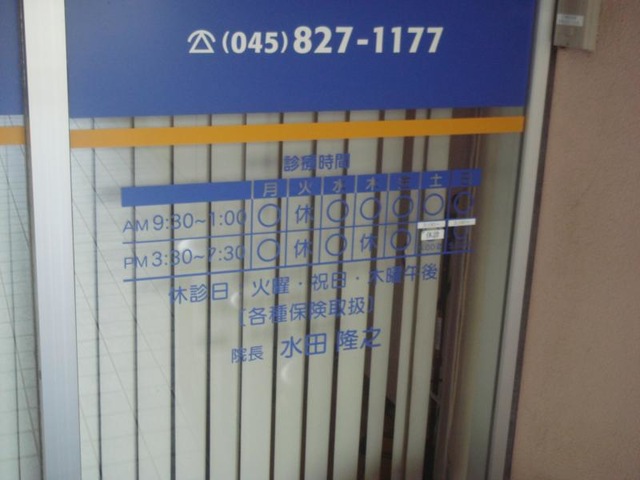 ☎(045)827-1177
診療時間
月 火 水 木 金 土 日
AM 9:30~1:00 ○ 休 ○ ○ ○ ○ ○
PM 3:30~7:30 ○ 休 ○ 休 ○ 休診
休診日 火曜・祝日・木曜午後
〔各種保険取扱〕
院長 水田 隆之